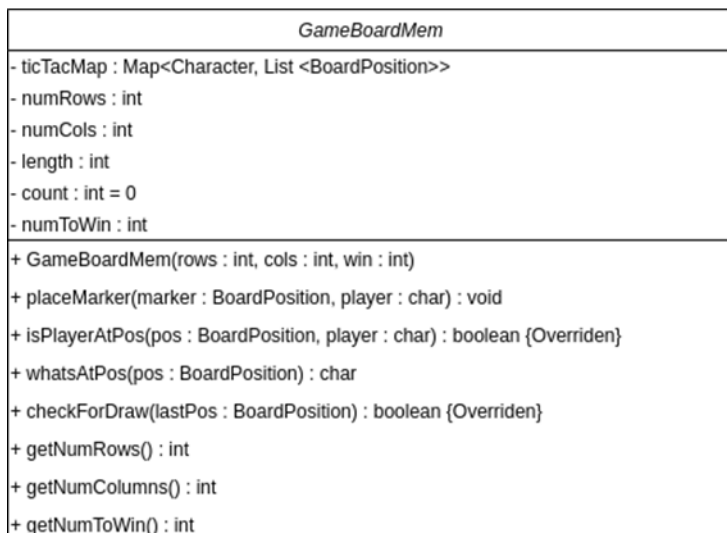 GameBoardMem
- ticTacMap : Map<Character, List <BoardPosition>>
- numRows : int
- numCols : int
- length : int
- count : int = 0
- numToWin : int
+ GameBoardMem(rows : int, cols : int, win : int)
+ placeMarker(marker : BoardPosition, player : char) : void
+ isPlayerAtPos(pos : BoardPosition, player : char) : boolean {Overriden}
+ whatsAtPos(pos : BoardPosition) : char
+ checkForDraw(lastPos : BoardPosition) : boolean {Overriden}
+ getNumRows() : int
+ getNumColumns() : int
+ getNumToWin() : int